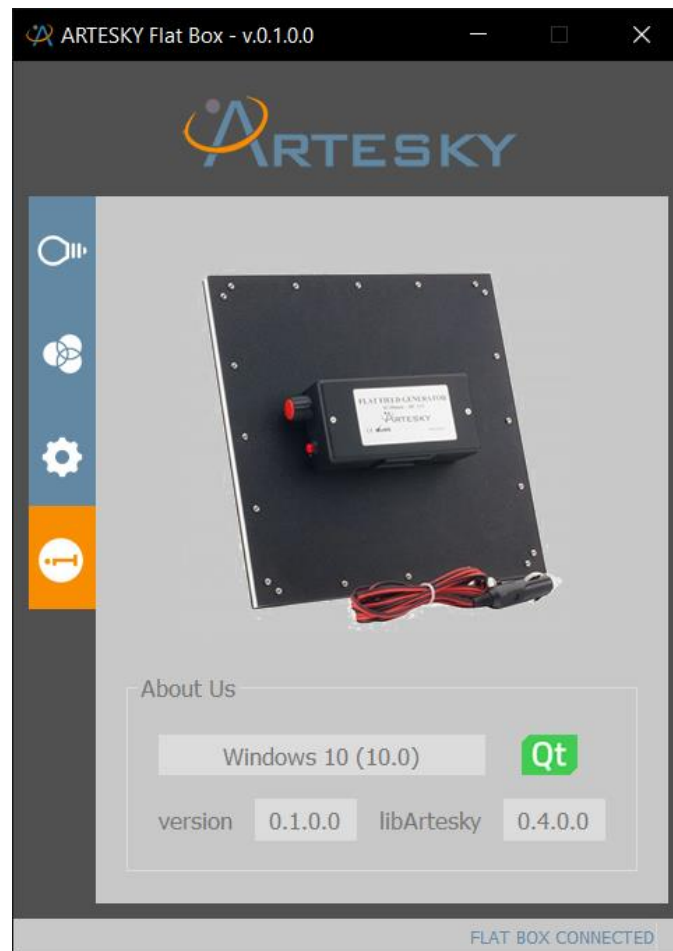 ARTESKY Flat Box - v.0.1.0.0
ARTESKY
FLAT FIELD GENERATOR
ARTESKY
About Us
Windows 10 (10.0)
Qt
version 0.1.0.0 libArtesky 0.4.0.0
FLAT BOX CONNECTED